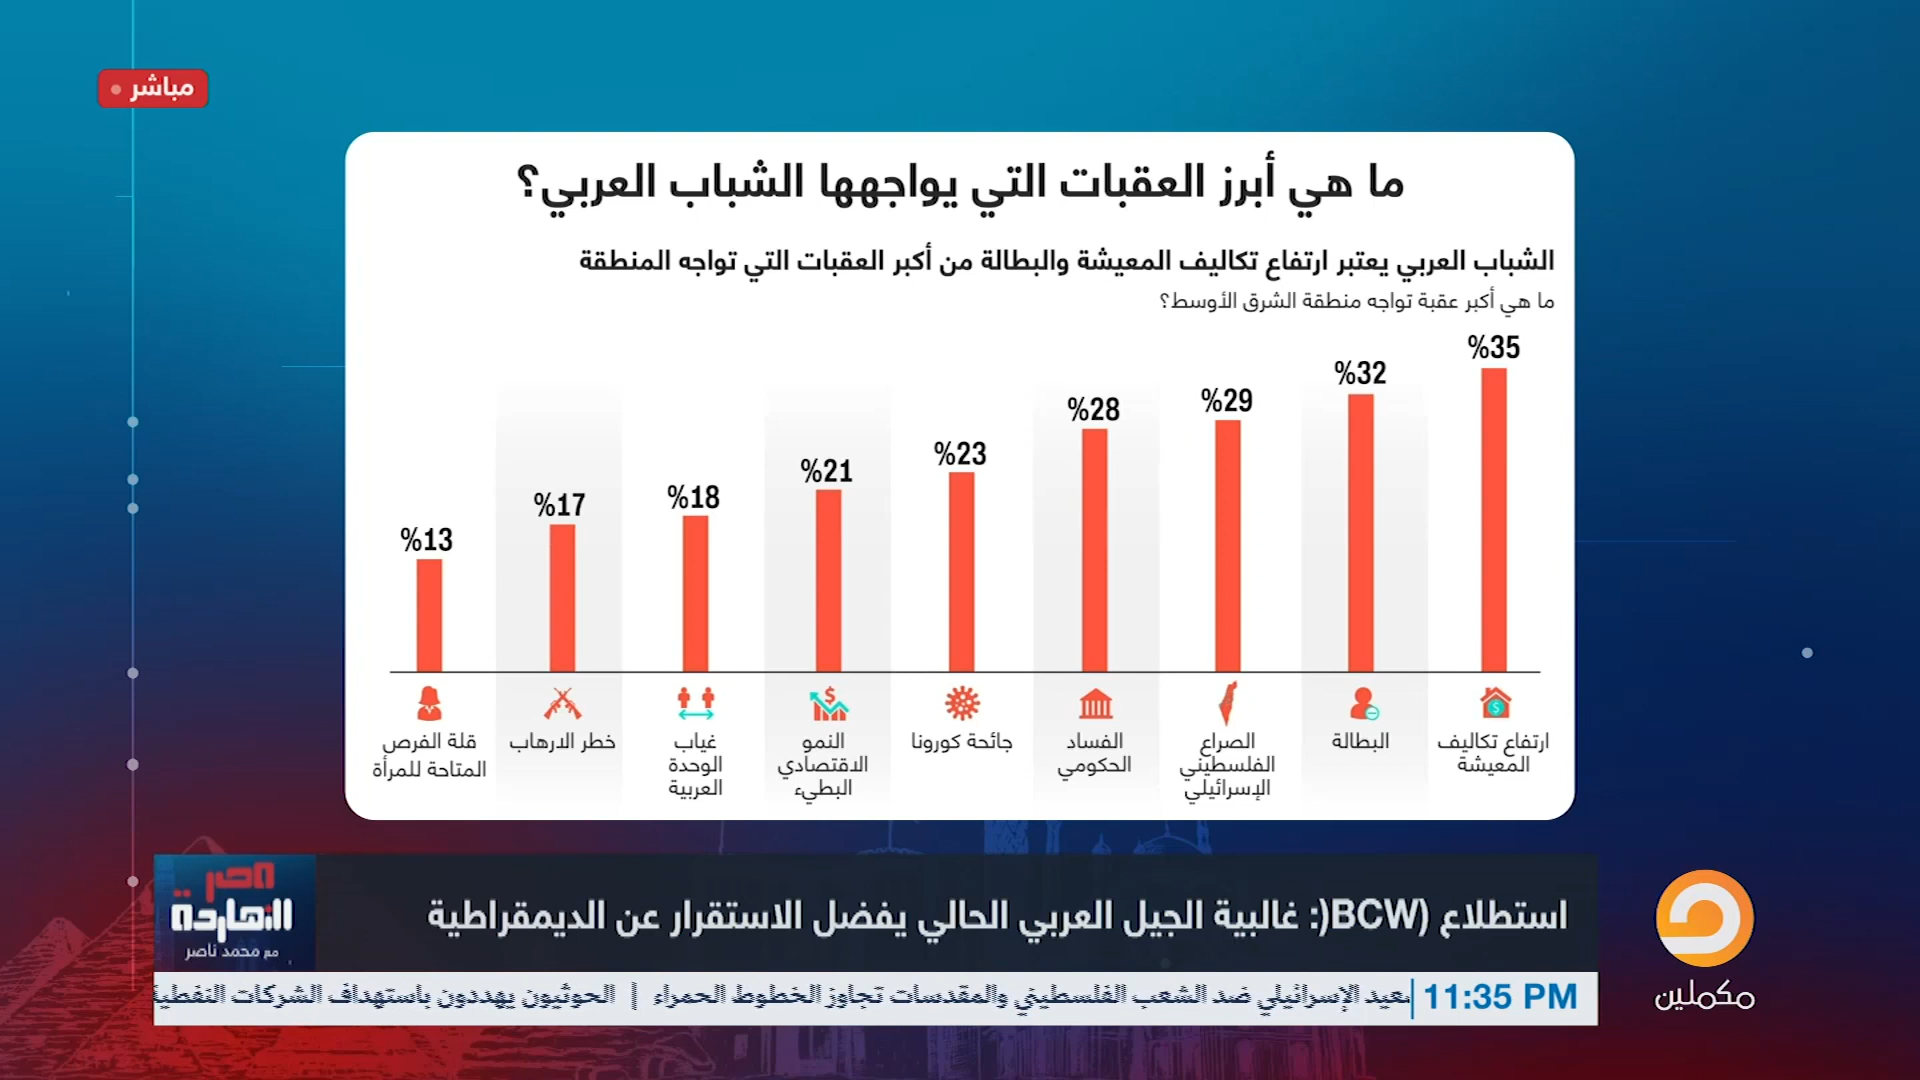 مباشر
ما هي أبرز العقبات التي يواجهها الشباب العربي؟
الشباب العربي يعتبر ارتفاع تكاليف المعيشة والبطالة من أكبر العقبات التي تواجه المنطقة
ما هي أكبر عقبة تواجه منطقة الشرق الأوسط؟
%35
%32
%29
%28
%23
%21
%18
%17
%13
ارتفاع تكاليف
المعيشة
البطالة
الصراع
الفلسطيني
الإسرائيلي
الفساد
الحكومي
جائحة كورونا
النمو
الاقتصادي
البطيء
غياب
الوحدة
العربية
خطر الارهاب
قلة الفرص
المتاحة للمرأة
استطلاع (BCW(: غالبية الجيل العربي الحالي يفضل الاستقرار عن الديمقراطية
مصر
النهاردة
مع محمد ناصر
11:35 PM
الإسرائيلي ضد الشعب الفلسطيني والمقدسات تجاوز الخطوط الحمراء | الحوثيون يهددون باستهداف الشركات
مكملين